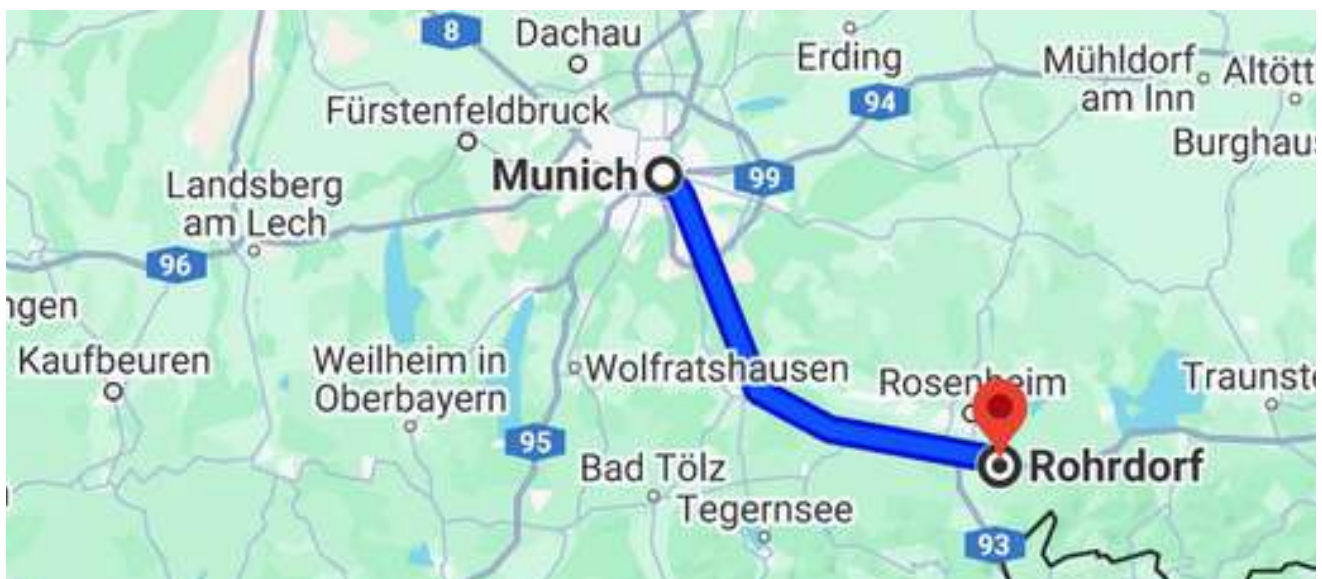 8
Dachau
Erding
Mühldorf
am Inn
Altött
94
Fürstenfeldbruck
Burghaus
Munich
99
Landsberg
am Lech
96
ngen
Kaufbeuren
Weilheim in
Oberbayern
Wolfratshausen
Rosenheim
Traunste
95
Bad Tölz
Rohrdorf
Tegernsee
93